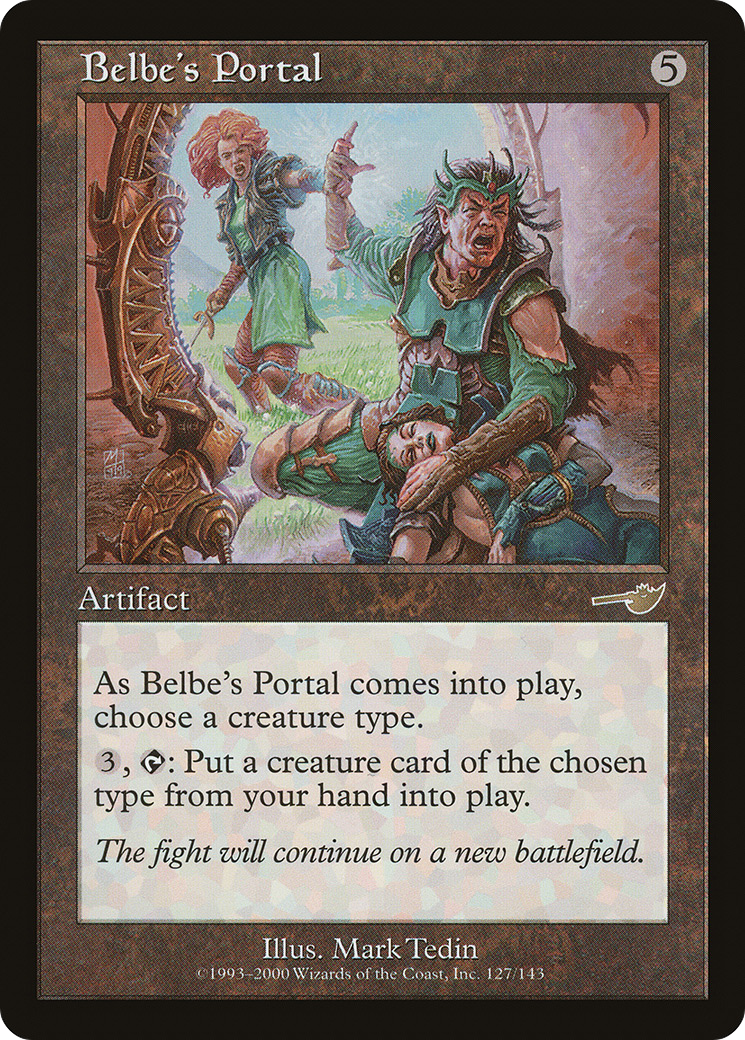 Belbe's Portal
5
Artifact
As Belbe's Portal comes into play,
choose a creature type.
3, : Put a creature card of the chosen
type from your hand into play.
The fight will continue on a new battlefield.
Illus. Mark Tedin
©1993–2000 Wizards of the Coast, Inc. 127/143